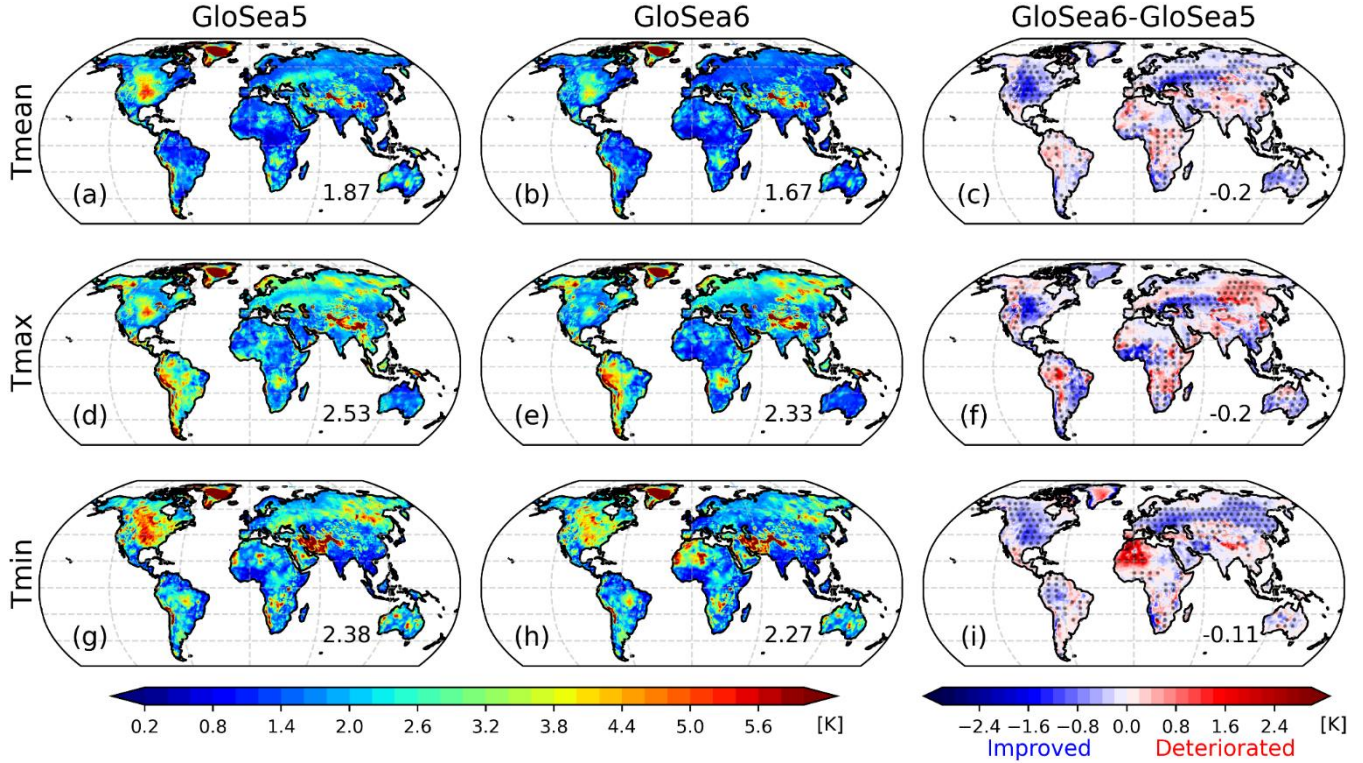 GloSea5 GloSea6 GloSea6-GloSea5
Tmean
(a) 1.87 (b) 1.67 (c) -0.2
Tmax
(d) 2.53 (e) 2.33 (f) -0.2
Tmin
(g) 2.38 (h) 2.27 (i) -0.11
0.2 0.8 1.4 2.0 2.6 3.2 3.8 4.4 5.0 5.6 [K] −2.4 −1.6 −0.8 0.0 0.8 1.6 2.4 [K]
Improved Deteriorated